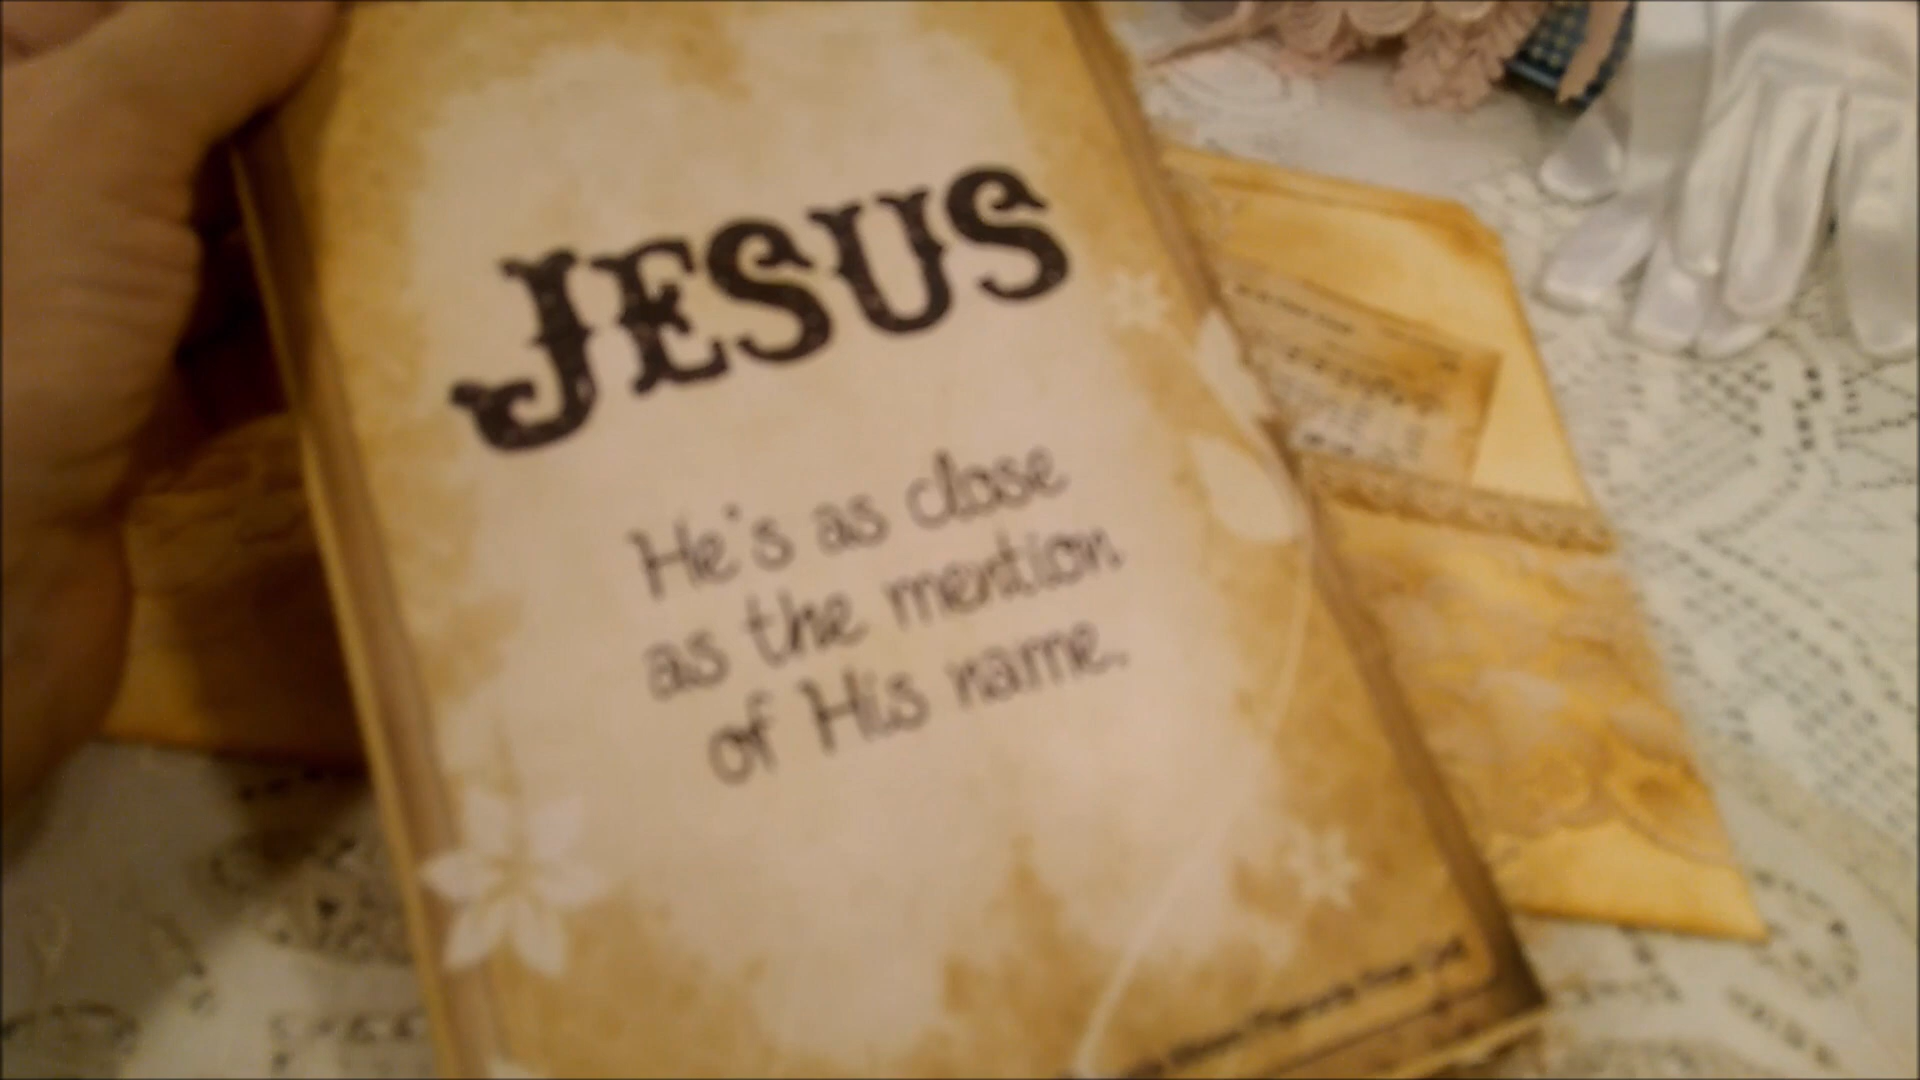 JESUS
He's as close
as the mention
of His name.